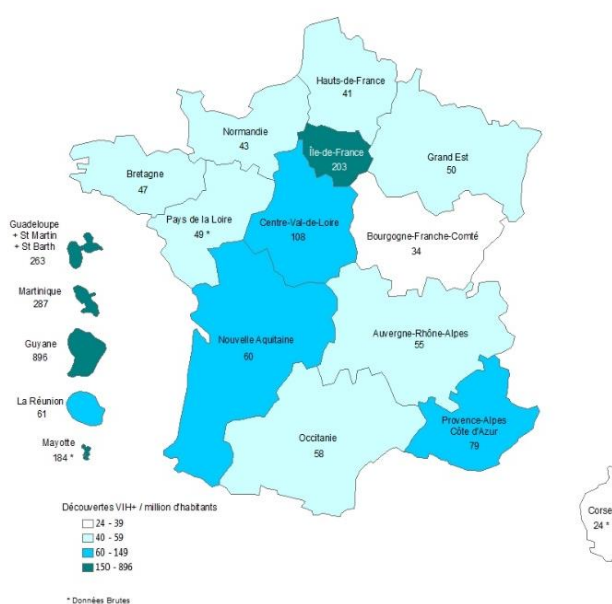 Hauts-de-France
41
Normandie
43
Île-de-France
203
Grand Est
50
Bretagne
47
Pays de la Loire
49 *
Centre-Val-de-Loire
108
Bourgogne-Franche-Comté
34
Guadeloupe
+ St Martin
+ St Barth
263
Martinique
287
Guyane
896
La Réunion
61
Mayotte
184 *
Nouvelle Aquitaine
60
Auvergne-Rhône-Alpes
55
Occitanie
58
Provence-Alpes
Côte d'Azur
79
Corse
24 *
Découvertes VIH+ / million d'habitants
24 - 39
40 - 59
60 - 149
150 - 896
* Données Brutes